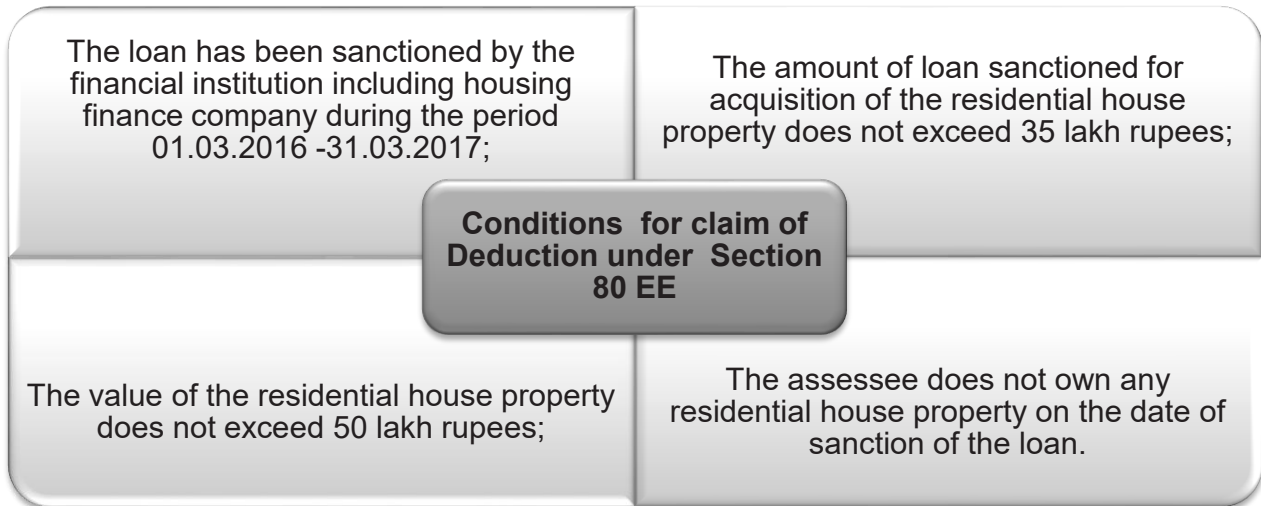 The loan has been sanctioned by the
financial institution including housing
finance company during the period
01.03.2016 -31.03.2017;
The amount of loan sanctioned for
acquisition of the residential house
property does not exceed 35 lakh rupees;
Conditions for claim of
Deduction under Section
80 EE
The value of the residential house property
does not exceed 50 lakh rupees;
The assessee does not own any
residential house property on the date of
sanction of the loan.